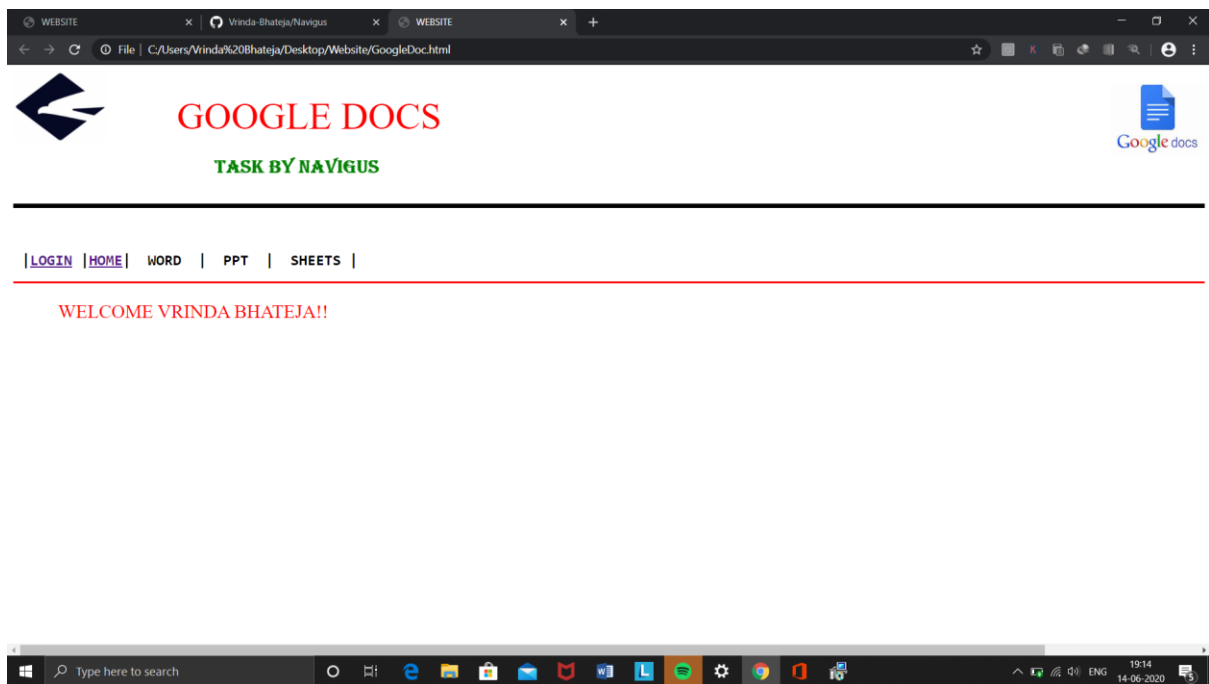 WEBSITE
Vrinda-Bhateja/Navigus
WEBSITE
File | C:/Users/Vrinda%20Bhateja/Desktop/Website/GoogleDoc.html
K
GOOGLE DOCS
TASK BY NAVIGUS
Google docs
|LOGIN |HOME| WORD | PPT | SHEETS |
WELCOME VRINDA BHATEJA!!
Type here to search
W
L
ENG
19:14
14-06-2020
5